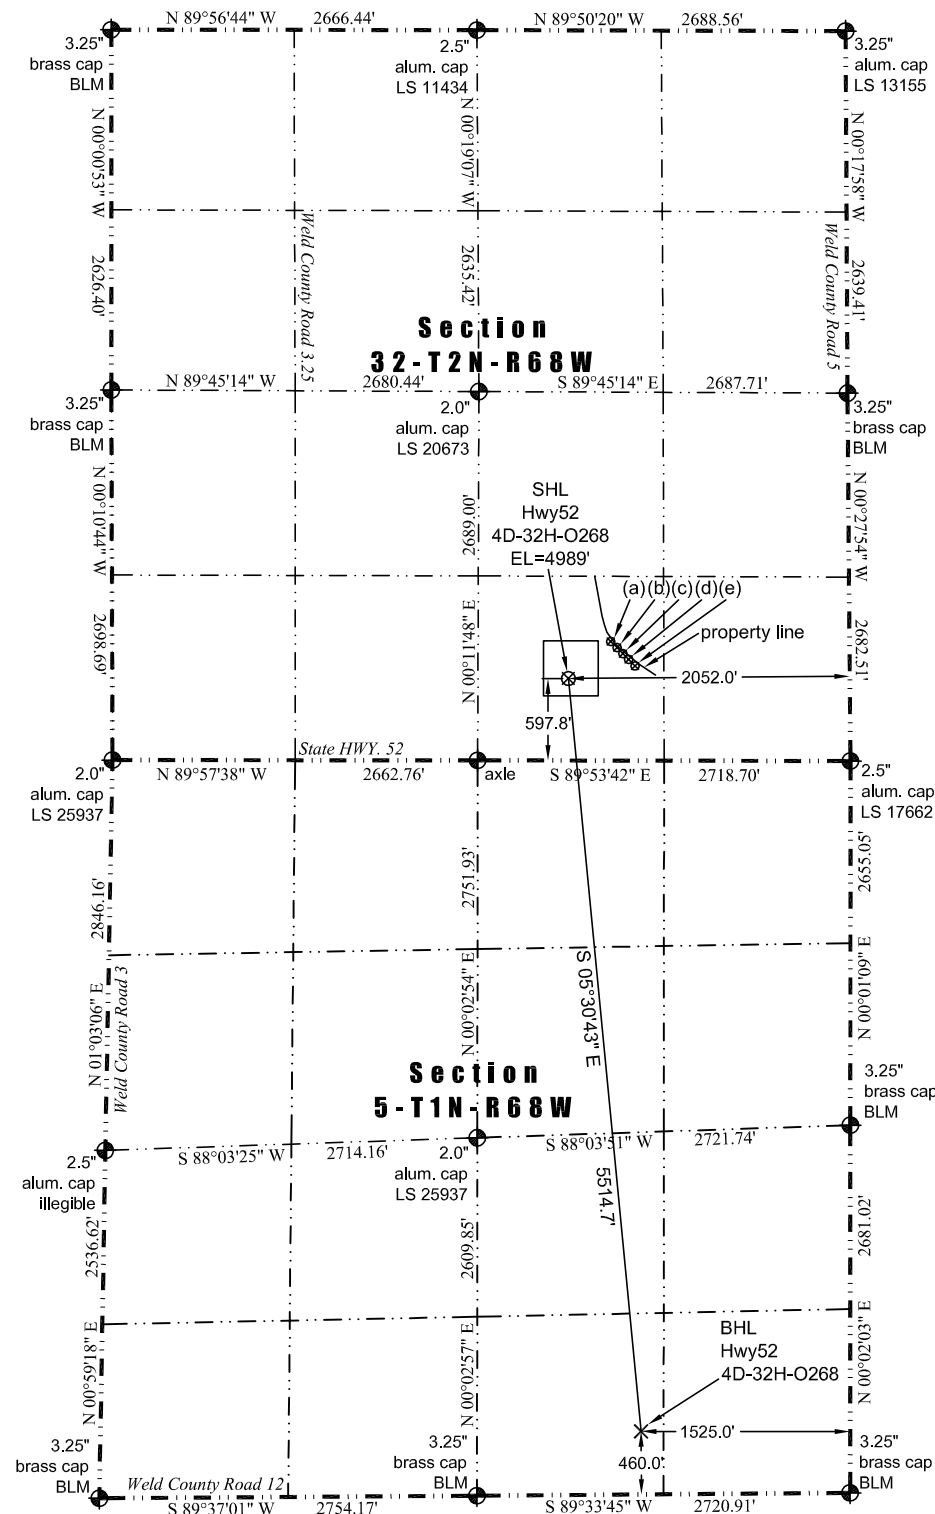 N 89°56'44" W 2666.44' N 89°50'20" W 2688.56'
3.25"
brass cap
BLM
2.5"
alum. cap
LS 11434
3.25"
alum. cap
LS 13155
N 00°00'53" W
2626.40'
Weld County Road 3.25
N 00°19'07" W
2635.42'
N 00°17'58" W
2639.41'
Weld County Road 5
Section
32-T2N-R68W
N 89°45'14" W 2680.44' S 89°45'14" E 2687.71'
3.25"
brass cap
BLM
2.0"
alum. cap
LS 20673
3.25"
brass cap
BLM
N 00°10'44" W
2698.69'
2689.00'
N 00°11'48" E
N 00°27'54" W
2682.51'
SHL
Hwy52
4D-32H-O268
EL=4989'
(a)(b)(c)(d)(e)
property line
2052.0'
597.8'
State HWY. 52
N 89°57'38" W 2662.76' axle S 89°53'42" E 2718.70'
2.0"
alum. cap
LS 25937
2.5"
alum. cap
LS 17662
2846.16'
N 01°03'06" E
Weld County Road 3
2751.93'
N 00°02'54" E
S 05°30'43" E
5514.7'
2655.05'
N 00°01'09" E
Section
5-T1N-R68W
3.25"
brass cap
BLM
S 88°03'25" W 2714.16' S 88°03'51" W 2721.74'
2.5"
alum. cap
illegible
2.0"
alum. cap
LS 25937
2536.62'
N 00°59'18" E
2609.85'
N 00°02'57" E
2681.02'
N 00°02'03" E
BHL
Hwy52
4D-32H-O268
1525.0'
460.0'
3.25"
brass cap
BLM
3.25"
brass cap
BLM
3.25"
brass cap
BLM
Weld County Road 12
S 89°37'01" W 2754.17' S 89°33'45" W 2720.91'